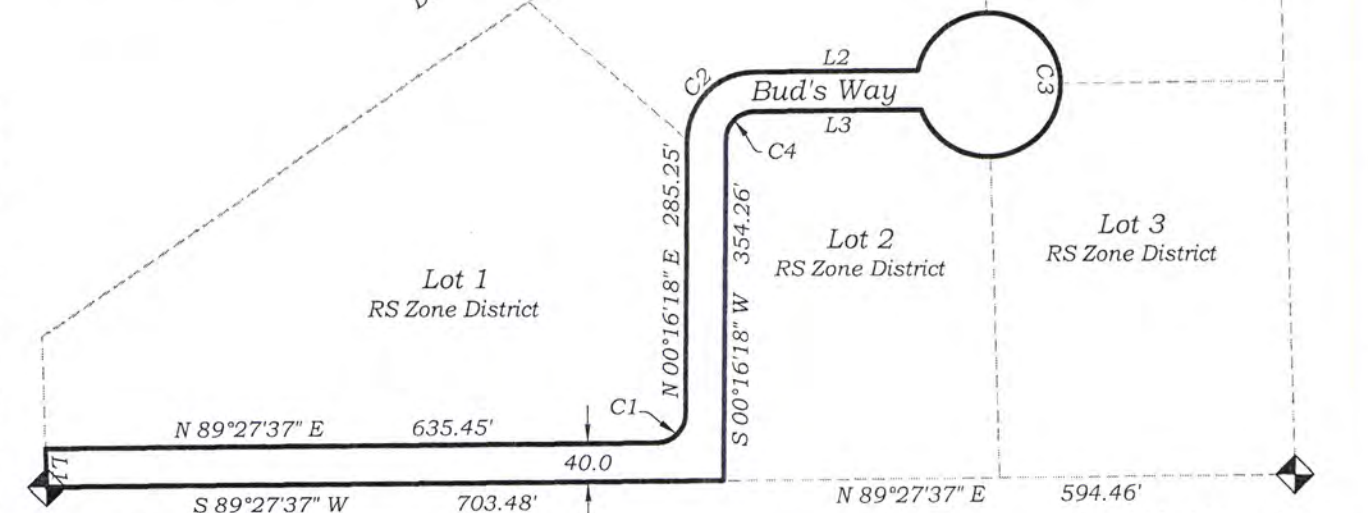 L2
C2
Bud's Way
C3
L3
C4
N 00°16'18" E 285.25'
S 00°16'18" W 354.26'
Lot 1
RS Zone District
Lot 2
RS Zone District
Lot 3
RS Zone District
C1
N 89°27'37" E 635.45'
40.0
L1
S 89°27'37" W 703.48'
N 89°27'37" E 594.46'